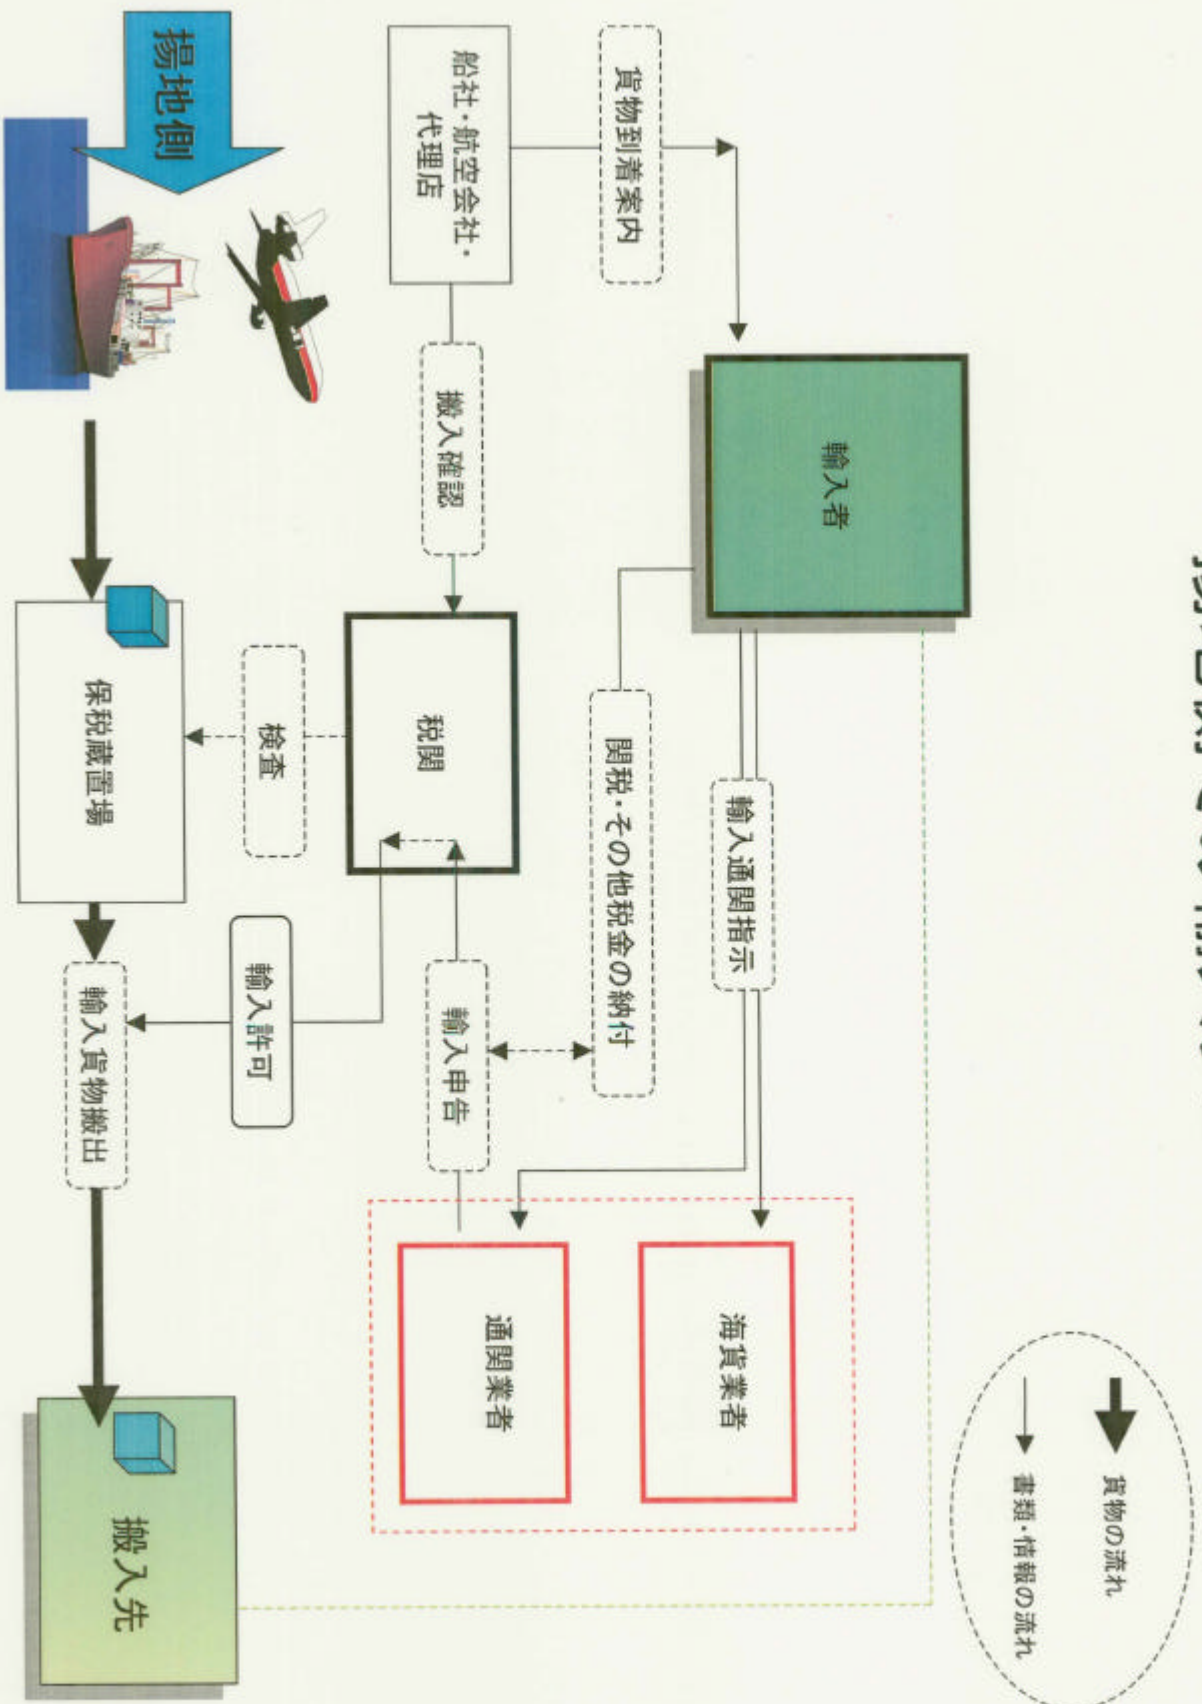 貨物の流れ
書類・情報の流れ
輸入者
貨物到着案内
船社・航空会社・
代理店
揚地側
搬入確認
輸入通関指示
関税・その他税金の納付
海貨業者
通関業者
税関
輸入申告
検査
輸入許可
保税蔵置場
輸入貨物搬出
搬入先